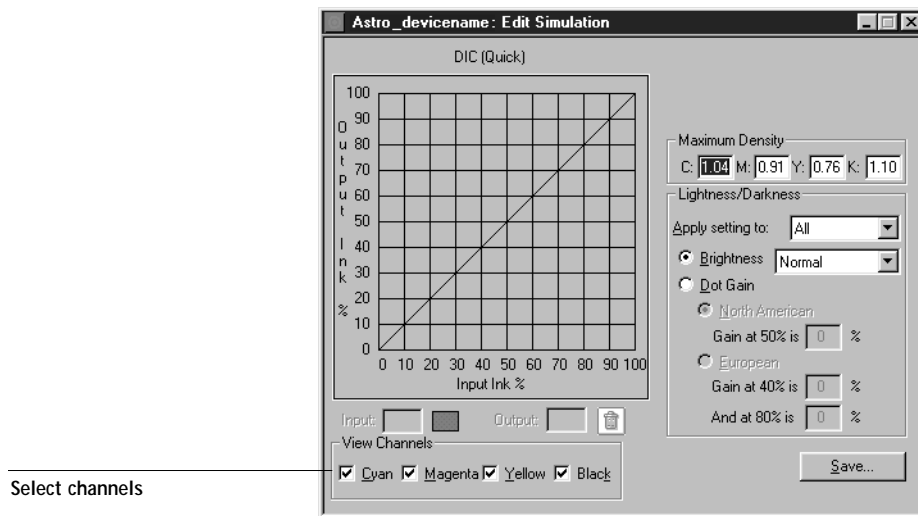 Astro_devicename: Edit Simulation
DIC (Quick)
100
90
80
70
60
50
40
30
20
10
0
Output Ink %
0 10 20 30 40 50 60 70 80 90 100
Input Ink %
Input: Output:
View Channels
Cyan Magenta Yellow Black
Maximum Density
C: 1.04 M: 0.91 Y: 0.76 K: 1.10
Lightness/Darkness
Apply setting to: All
Brightness Normal
Dot Gain
North American
Gain at 50% is 0 %
European
Gain at 40% is 0 %
And at 80% is 0 %
Save...
Select channels